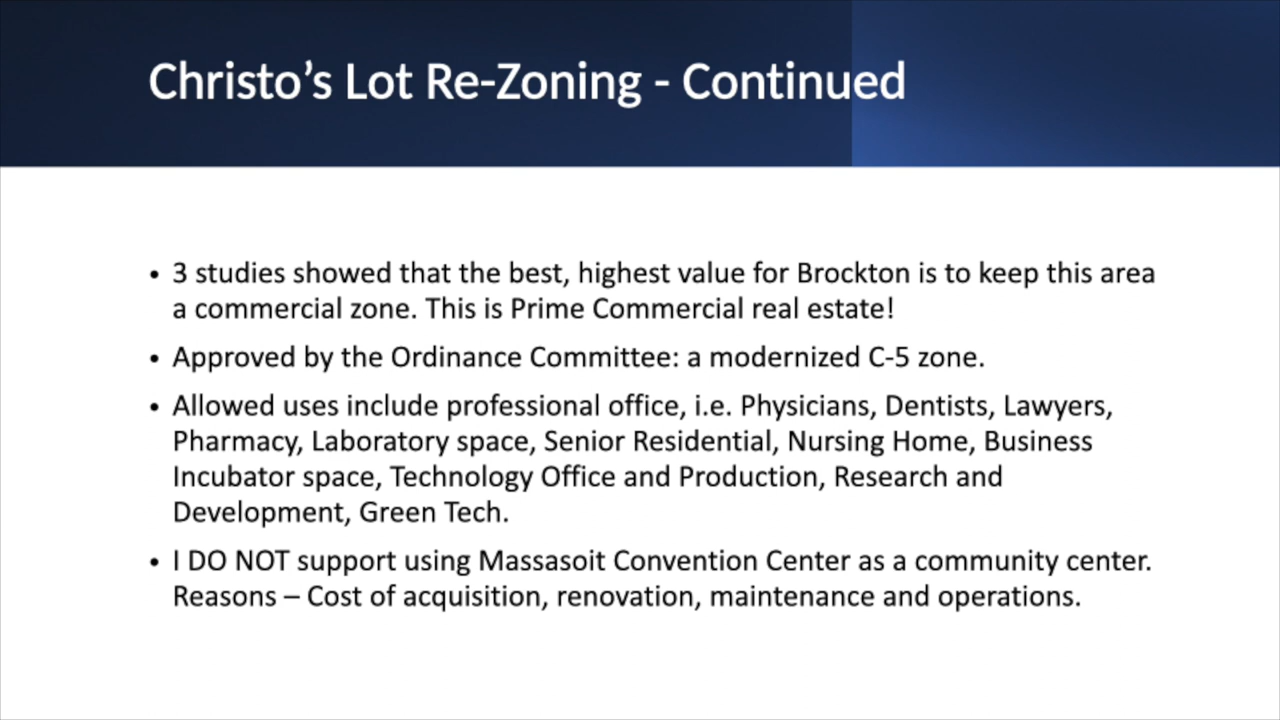 Christo’s Lot Re-Zoning - Continued
• 3 studies showed that the best, highest value for Brockton is to keep this area
a commercial zone. This is Prime Commercial real estate!
• Approved by the Ordinance Committee: a modernized C-5 zone.
• Allowed uses include professional office, i.e. Physicians, Dentists, Lawyers,
Pharmacy, Laboratory space, Senior Residential, Nursing Home, Business
Incubator space, Technology Office and Production, Research and
Development, Green Tech.
• I DO NOT support using Massasoit Convention Center as a community center.
Reasons – Cost of acquisition, renovation, maintenance and operations.